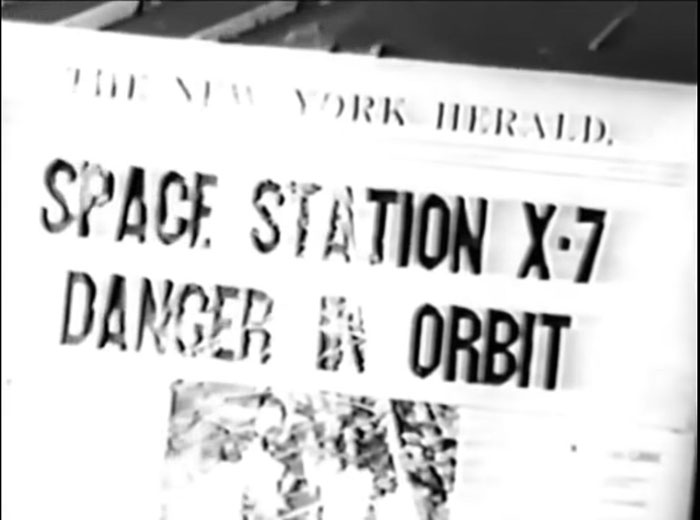 THE NEW YORK HERALD.
SPACE STATION X-7
DANGER IN ORBIT